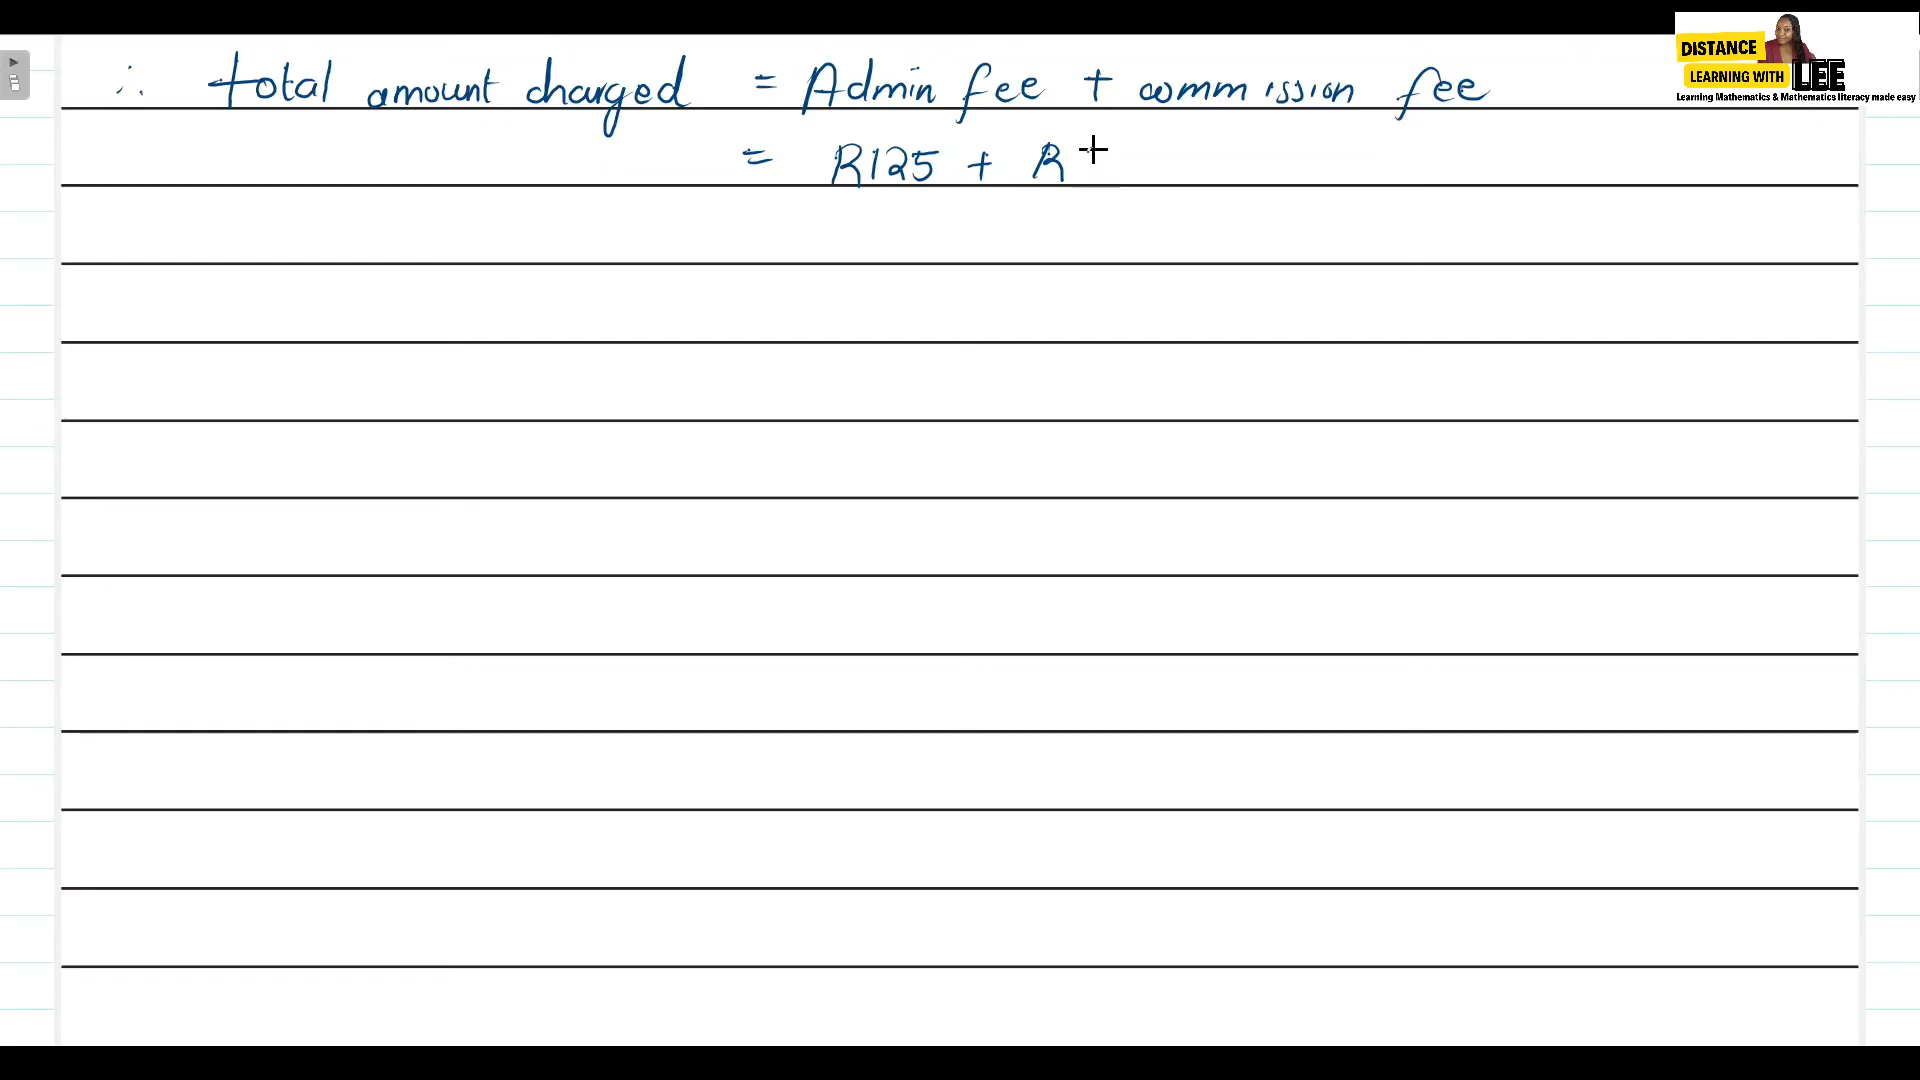 DISTANCE
LEARNING WITH LEE
Learning Mathematics & Mathematics literacy made easy
∴ total amount charged = Admin fee + commission fee
= R125 + R